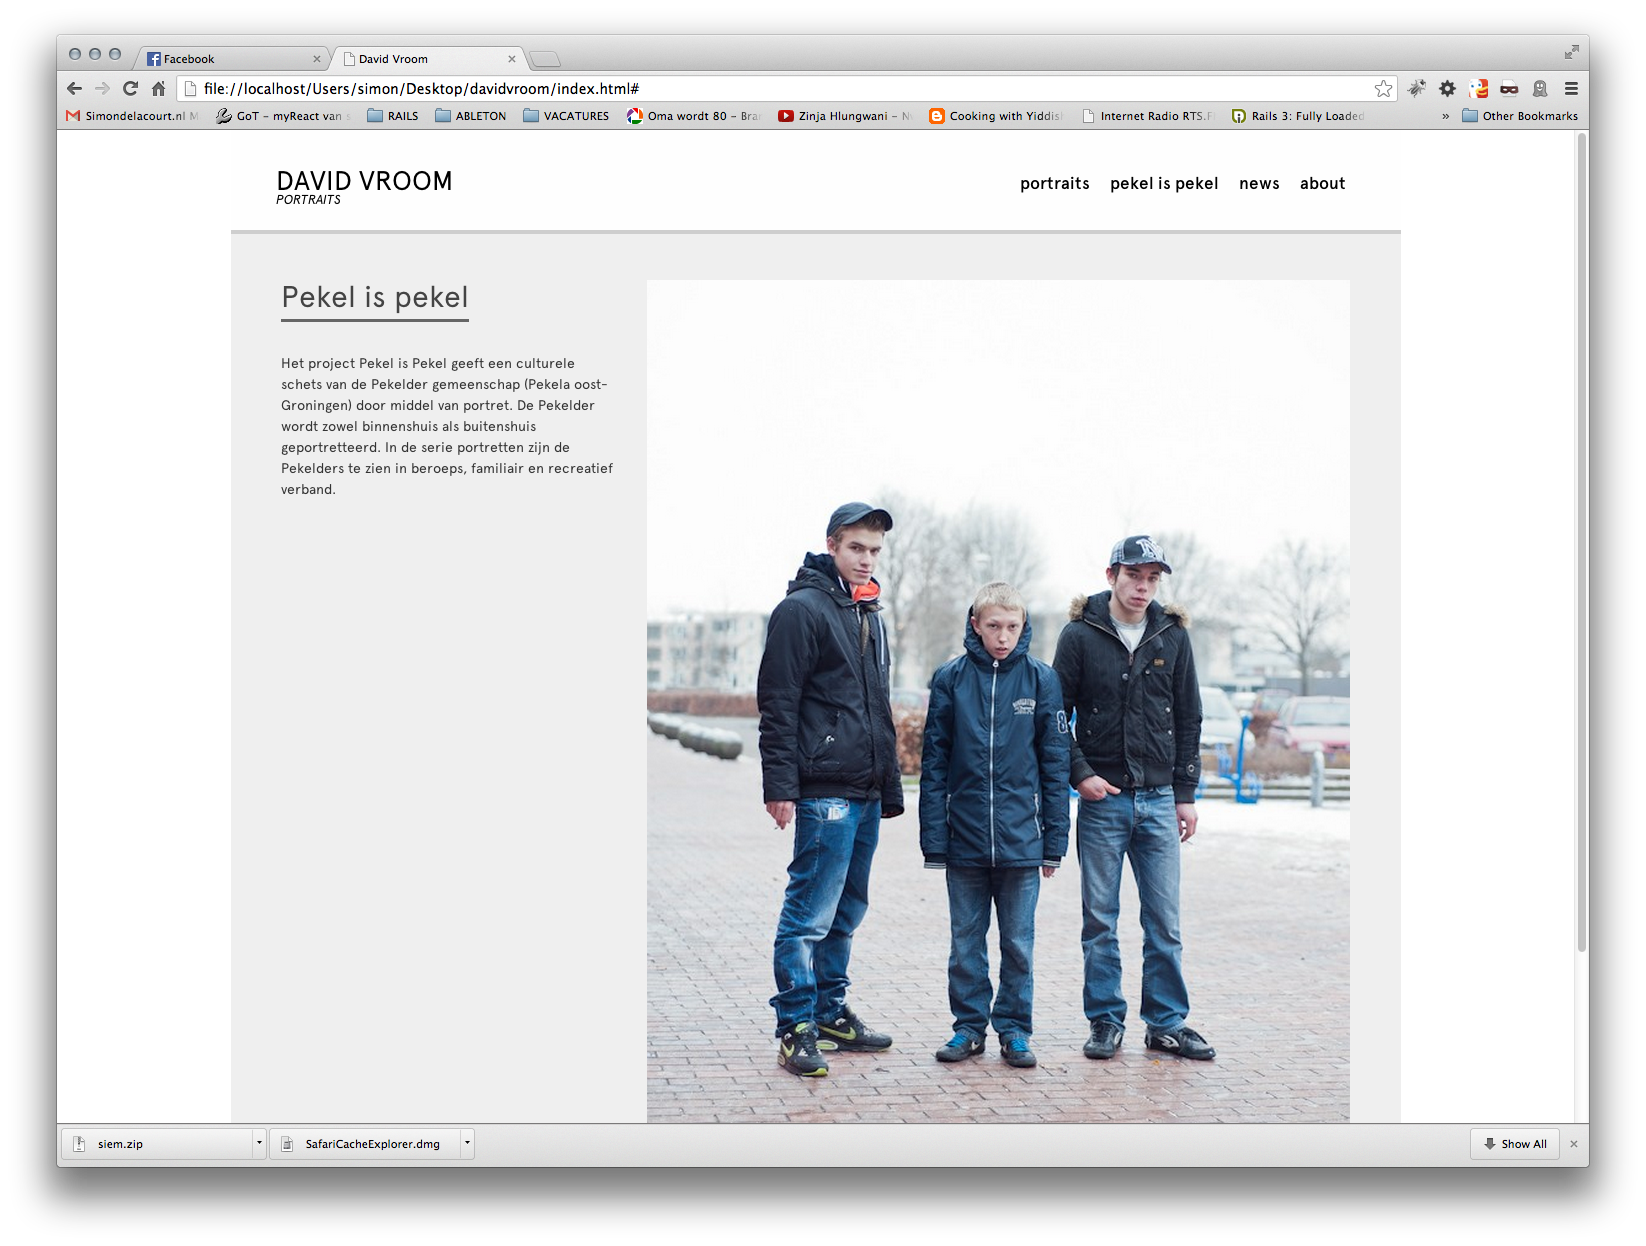 Facebook
David Vroom
file://localhost/Users/simon/Desktop/davidvroom/index.html#
Simondelacourt.nl M
GoT – myReact van s
RAILS
ABLETON
VACATURES
Oma wordt 80 – Bra
Zinja Hlungwani – N
Cooking with Yiddis
Internet Radio RTS.F
Rails 3: Fully Loaded
»
Other Bookmarks
DAVID VROOM
PORTRAITS
portraits pekel is pekel news about
Pekel is pekel
Het project Pekel is Pekel geeft een culturele
schets van de Pekelder gemeenschap (Pekela oost-
Groningen) door middel van portret. De Pekelder
wordt zowel binnenshuis als buitenshuis
geportretteerd. In de serie portretten zijn de
Pekelders te zien in beroeps, familiair en recreatief
verband.
8
siem.zip
SafariCacheExplorer.dmg
Show All